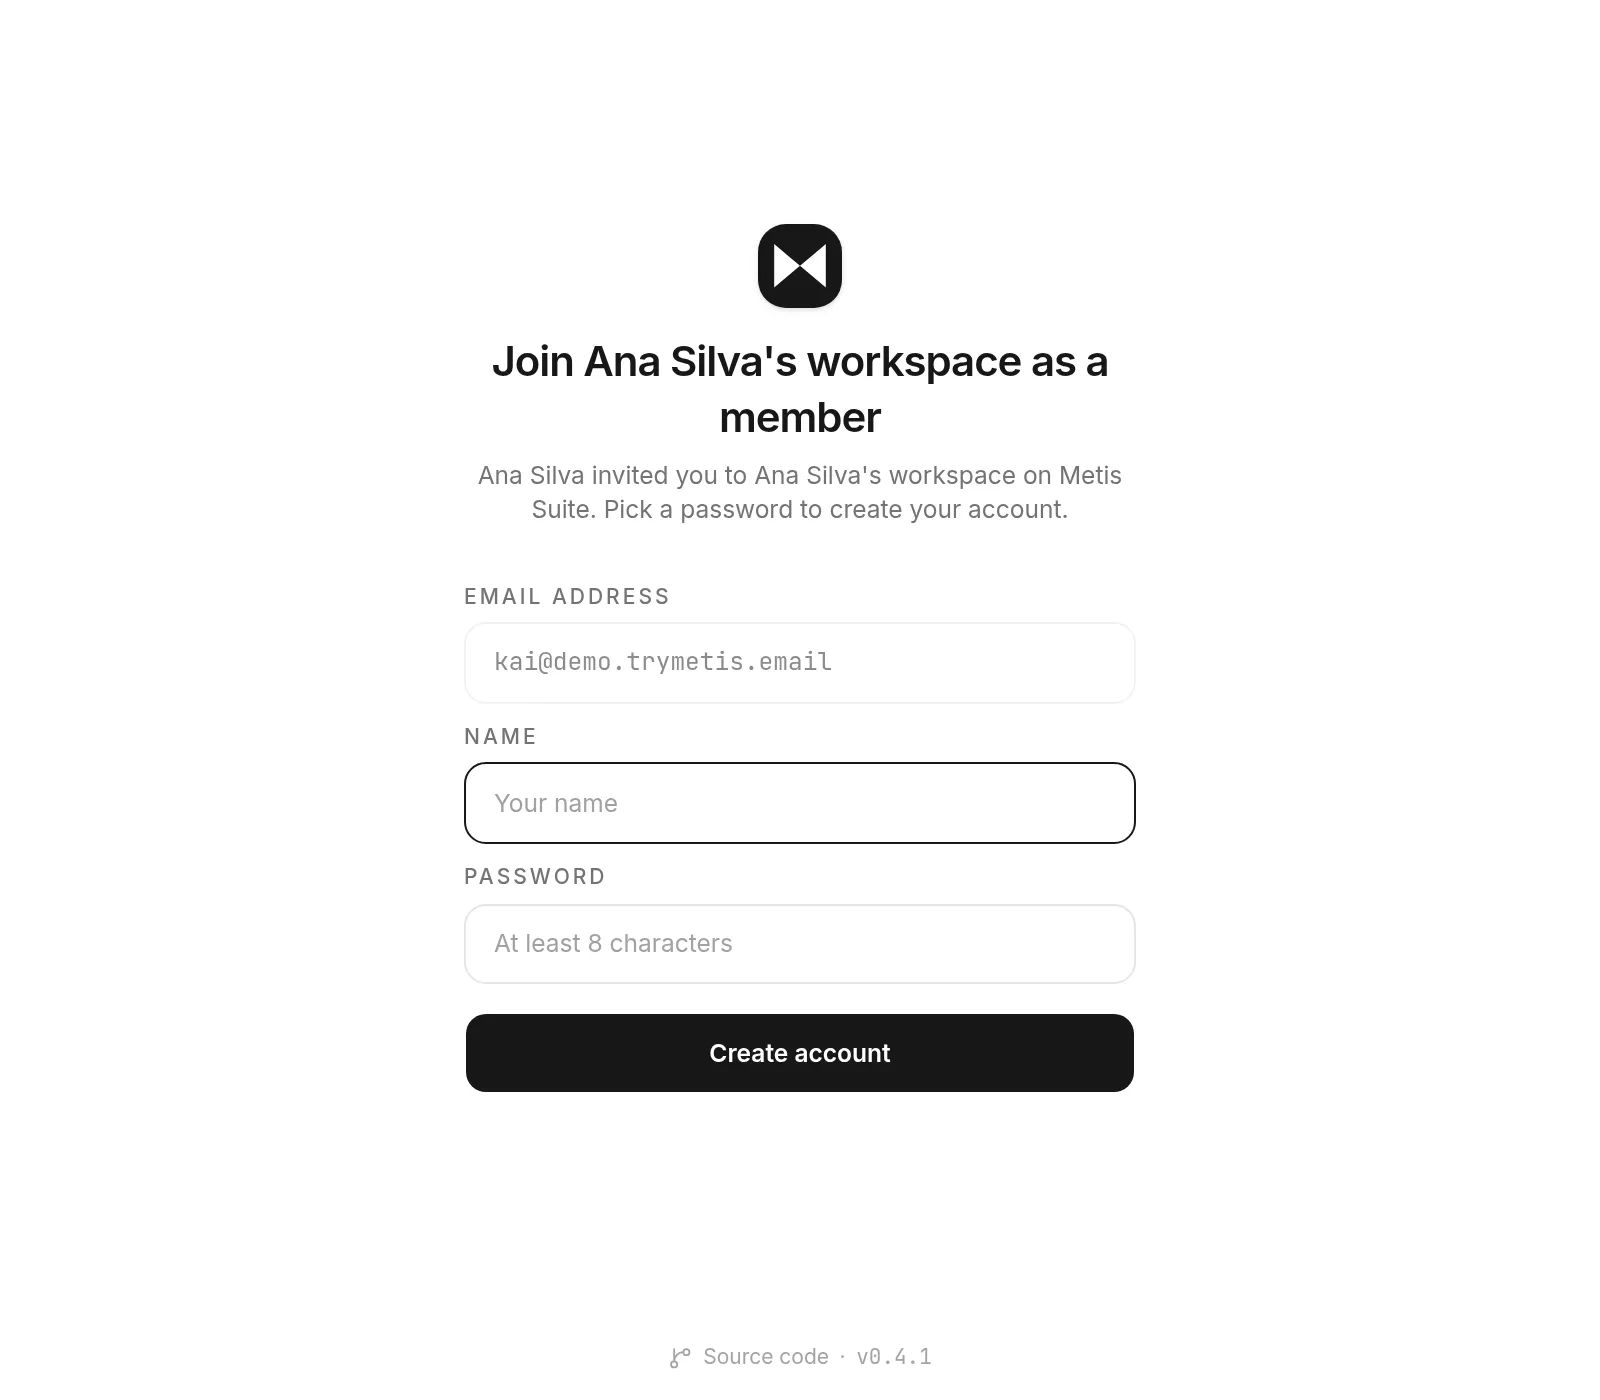 Join Ana Silva's workspace as a
member
Ana Silva invited you to Ana Silva's workspace on Metis
Suite. Pick a password to create your account.
EMAIL ADDRESS
kai@demo.trymetis.email
NAME
Your name
PASSWORD
At least 8 characters
Create account
Source code · v0.4.1